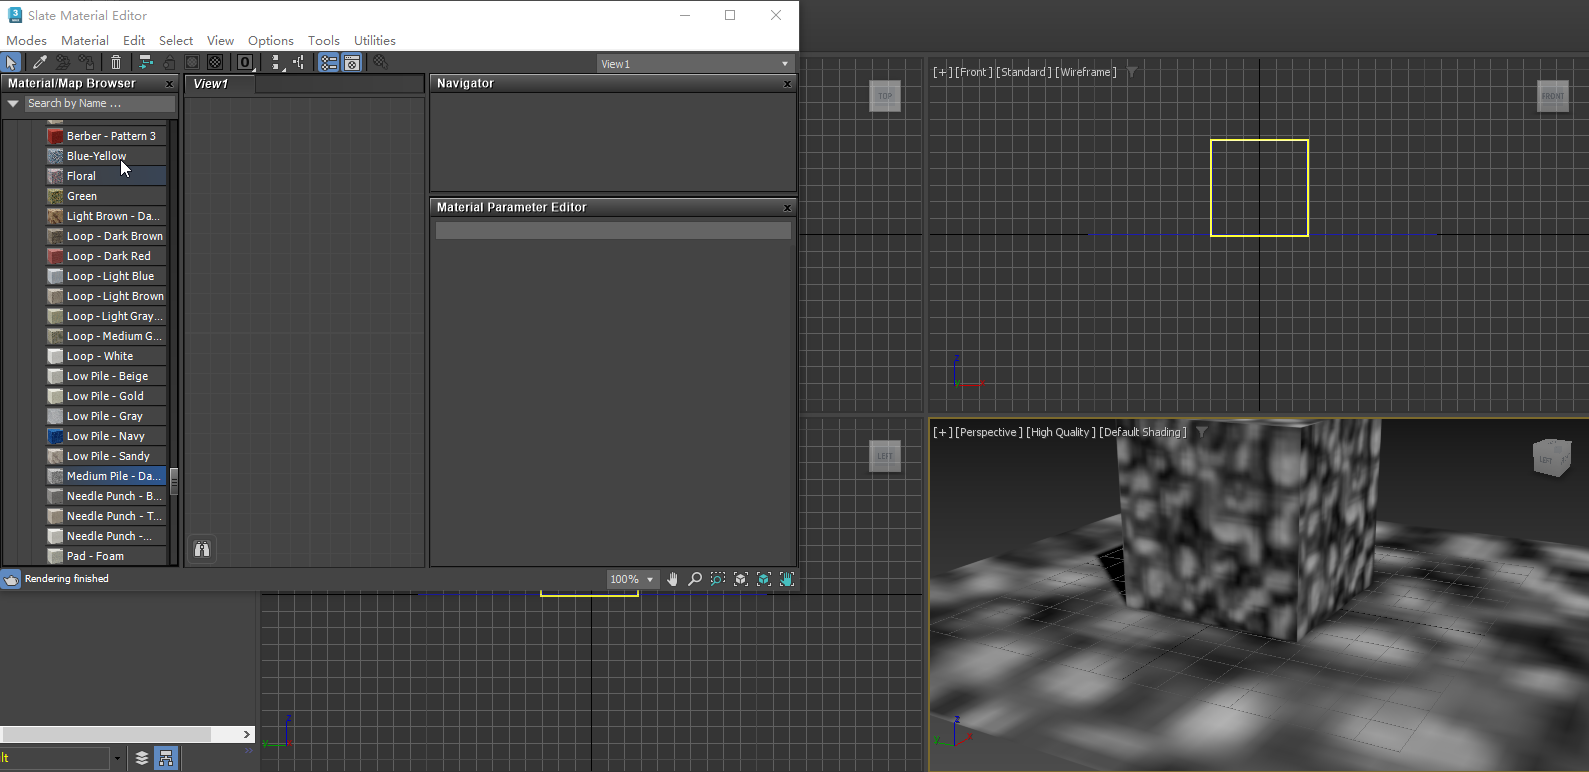 Slate Material Editor
Modes Material Edit Select View Options Tools Utilities
View1
Material/Map Browser
Search by Name ...
Berber - Pattern 3
Blue-Yellow
Floral
Green
Light Brown - Da...
Loop - Dark Brown
Loop - Dark Red
Loop - Light Blue
Loop - Light Brown
Loop - Light Gray...
Loop - Medium G...
Loop - White
Low Pile - Beige
Low Pile - Gold
Low Pile - Gray
Low Pile - Navy
Low Pile - Sandy
Medium Pile - Da...
Needle Punch - B...
Needle Punch - T...
Needle Punch -...
Pad - Foam
Rendering finished
View1
Navigator
Material Parameter Editor
100%
TOP
[+] [Front ] [Standard ] [Wireframe ]
FRONT
z
x
y
LEFT
z
y
[+] [Perspective ] [High Quality ] [Default Shading ]
LEFT
z
y
x
lt